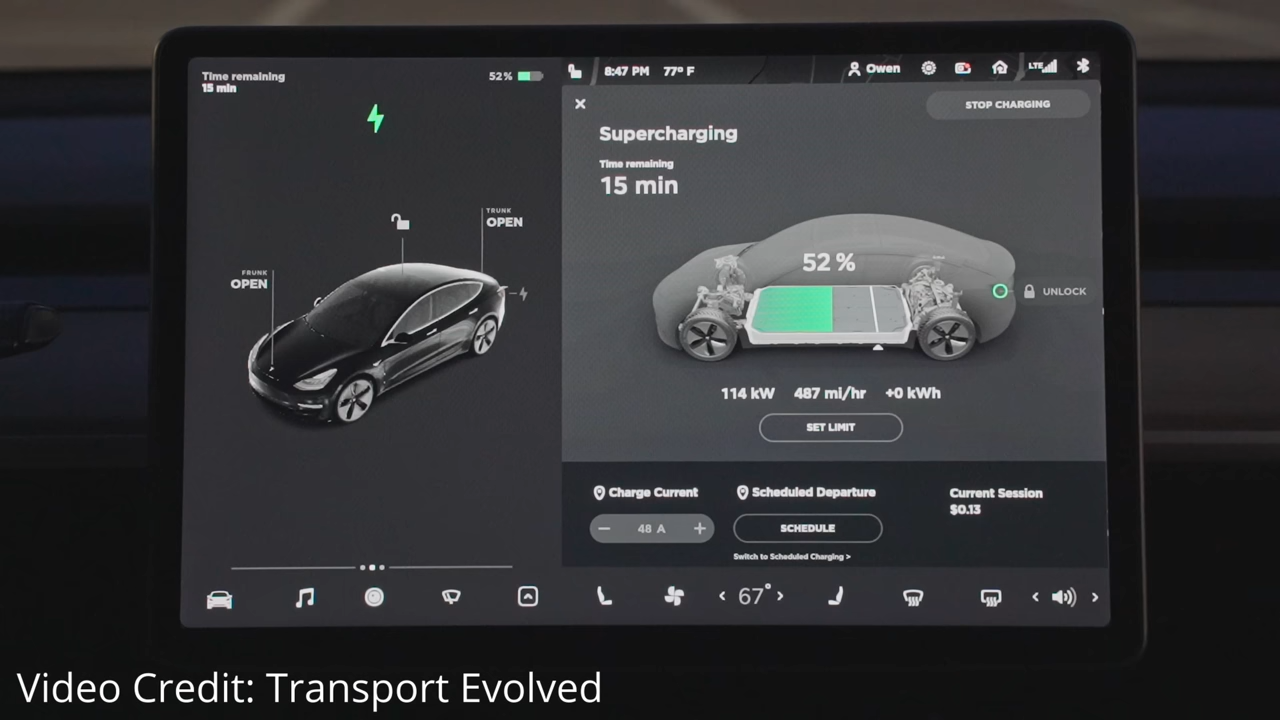 Time remaining
15 min
52%
8:47 PM 77° F
Owen
LTE
STOP CHARGING
Supercharging
Time remaining
15 min
TRUNK
OPEN
FRUNK
OPEN
52 %
UNLOCK
114 kW 487 mi/hr +0 kWh
SET LIMIT
Charge Current
48 A
Scheduled Departure
SCHEDULE
Switch to Scheduled Charging >
Current Session
$0.13
67°
Video Credit: Transport Evolved